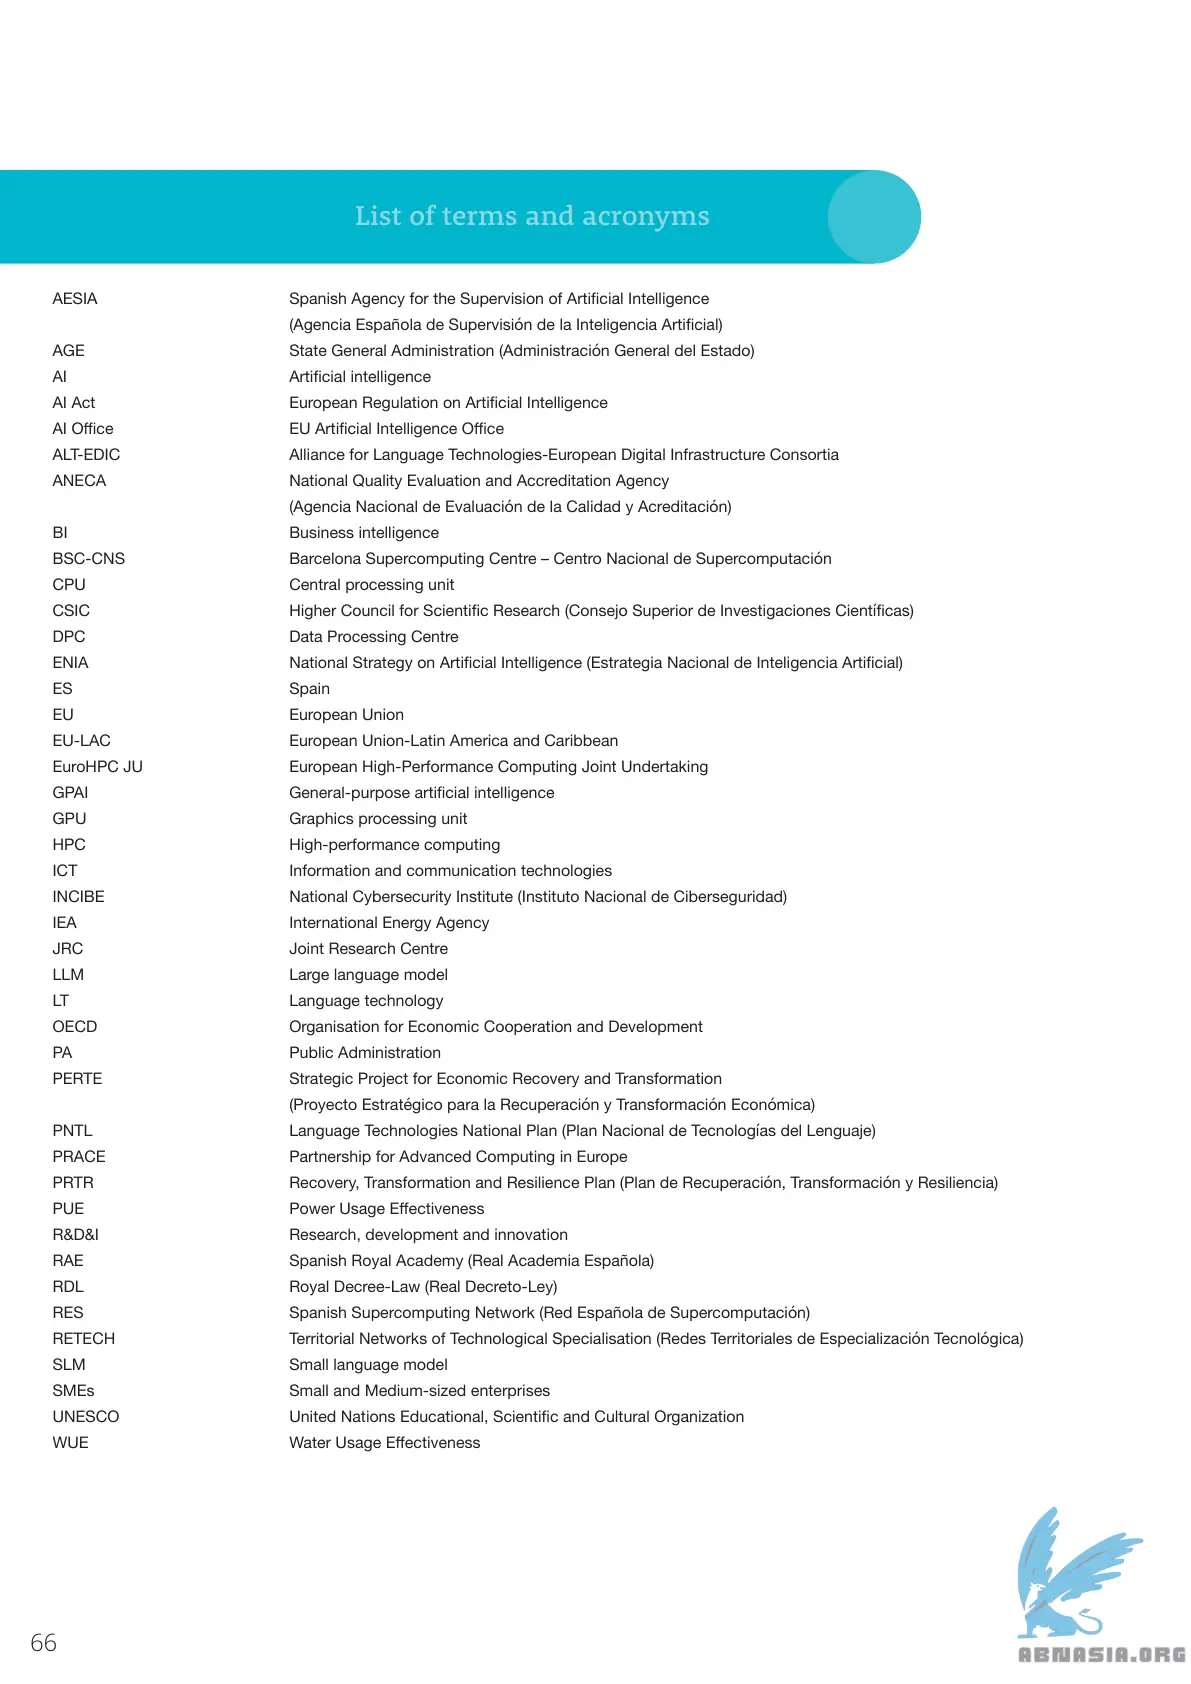 List of terms and acronyms
AESIA Spanish Agency for the Supervision of Artificial Intelligence
(Agencia Española de Supervisión de la Inteligencia Artificial)
AGE State General Administration (Administración General del Estado)
AI Artificial intelligence
AI Act European Regulation on Artificial Intelligence
AI Office EU Artificial Intelligence Office
ALT-EDIC Alliance for Language Technologies-European Digital Infrastructure Consortia
ANECA National Quality Evaluation and Accreditation Agency
(Agencia Nacional de Evaluación de la Calidad y Acreditación)
BI Business intelligence
BSC-CNS Barcelona Supercomputing Centre – Centro Nacional de Supercomputación
CPU Central processing unit
CSIC Higher Council for Scientific Research (Consejo Superior de Investigaciones Científicas)
DPC Data Processing Centre
ENIA National Strategy on Artificial Intelligence (Estrategia Nacional de Inteligencia Artificial)
ES Spain
EU European Union
EU-LAC European Union-Latin America and Caribbean
EuroHPC JU European High-Performance Computing Joint Undertaking
GPAI General-purpose artificial intelligence
GPU Graphics processing unit
HPC High-performance computing
ICT Information and communication technologies
INCIBE National Cybersecurity Institute (Instituto Nacional de Ciberseguridad)
IEA International Energy Agency
JRC Joint Research Centre
LLM Large language model
LT Language technology
OECD Organisation for Economic Cooperation and Development
PA Public Administration
PERTE Strategic Project for Economic Recovery and Transformation
(Proyecto Estratégico para la Recuperación y Transformación Económica)
PNTL Language Technologies National Plan (Plan Nacional de Tecnologías del Lenguaje)
PRACE Partnership for Advanced Computing in Europe
PRTR Recovery, Transformation and Resilience Plan (Plan de Recuperación, Transformación y Resiliencia)
PUE Power Usage Effectiveness
R&D&I Research, development and innovation
RAE Spanish Royal Academy (Real Academia Española)
RDL Royal Decree-Law (Real Decreto-Ley)
RES Spanish Supercomputing Network (Red Española de Supercomputación)
RETECH Territorial Networks of Technological Specialisation (Redes Territoriales de Especialización Tecnológica)
SLM Small language model
SMEs Small and Medium-sized enterprises
UNESCO United Nations Educational, Scientific and Cultural Organization
WUE Water Usage Effectiveness
66
ABNASIA.ORG